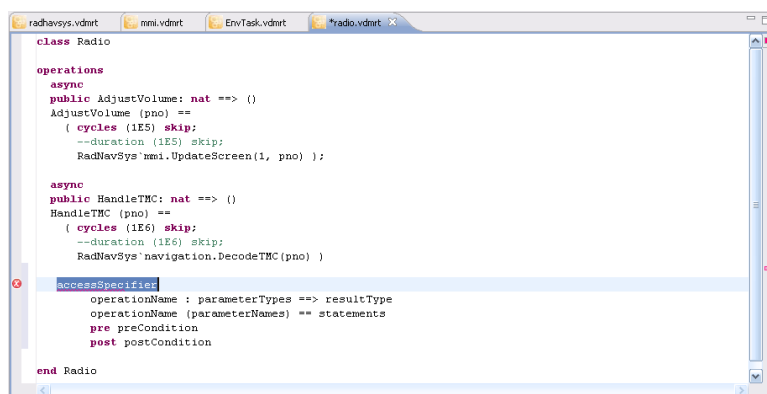 radhavsys.vdmrt mmi.vdmrt EnvTask.vdmrt *radio.vdmrt
class Radio
operations
async
public AdjustVolume: nat ==> ()
AdjustVolume (pno) ==
( cycles (1E5) skip;
--duration (1E5) skip;
RadNavSys`mmi.UpdateScreen(1, pno) );
async
public HandleTMC: nat ==> ()
HandleTMC (pno) ==
( cycles (1E6) skip;
--duration (1E6) skip;
RadNavSys`navigation.DecodeTMC(pno) )
accessSpecifier
operationName : parameterTypes ==> resultType
operationName (parameterNames) == statements
pre preCondition
post postCondition
end Radio